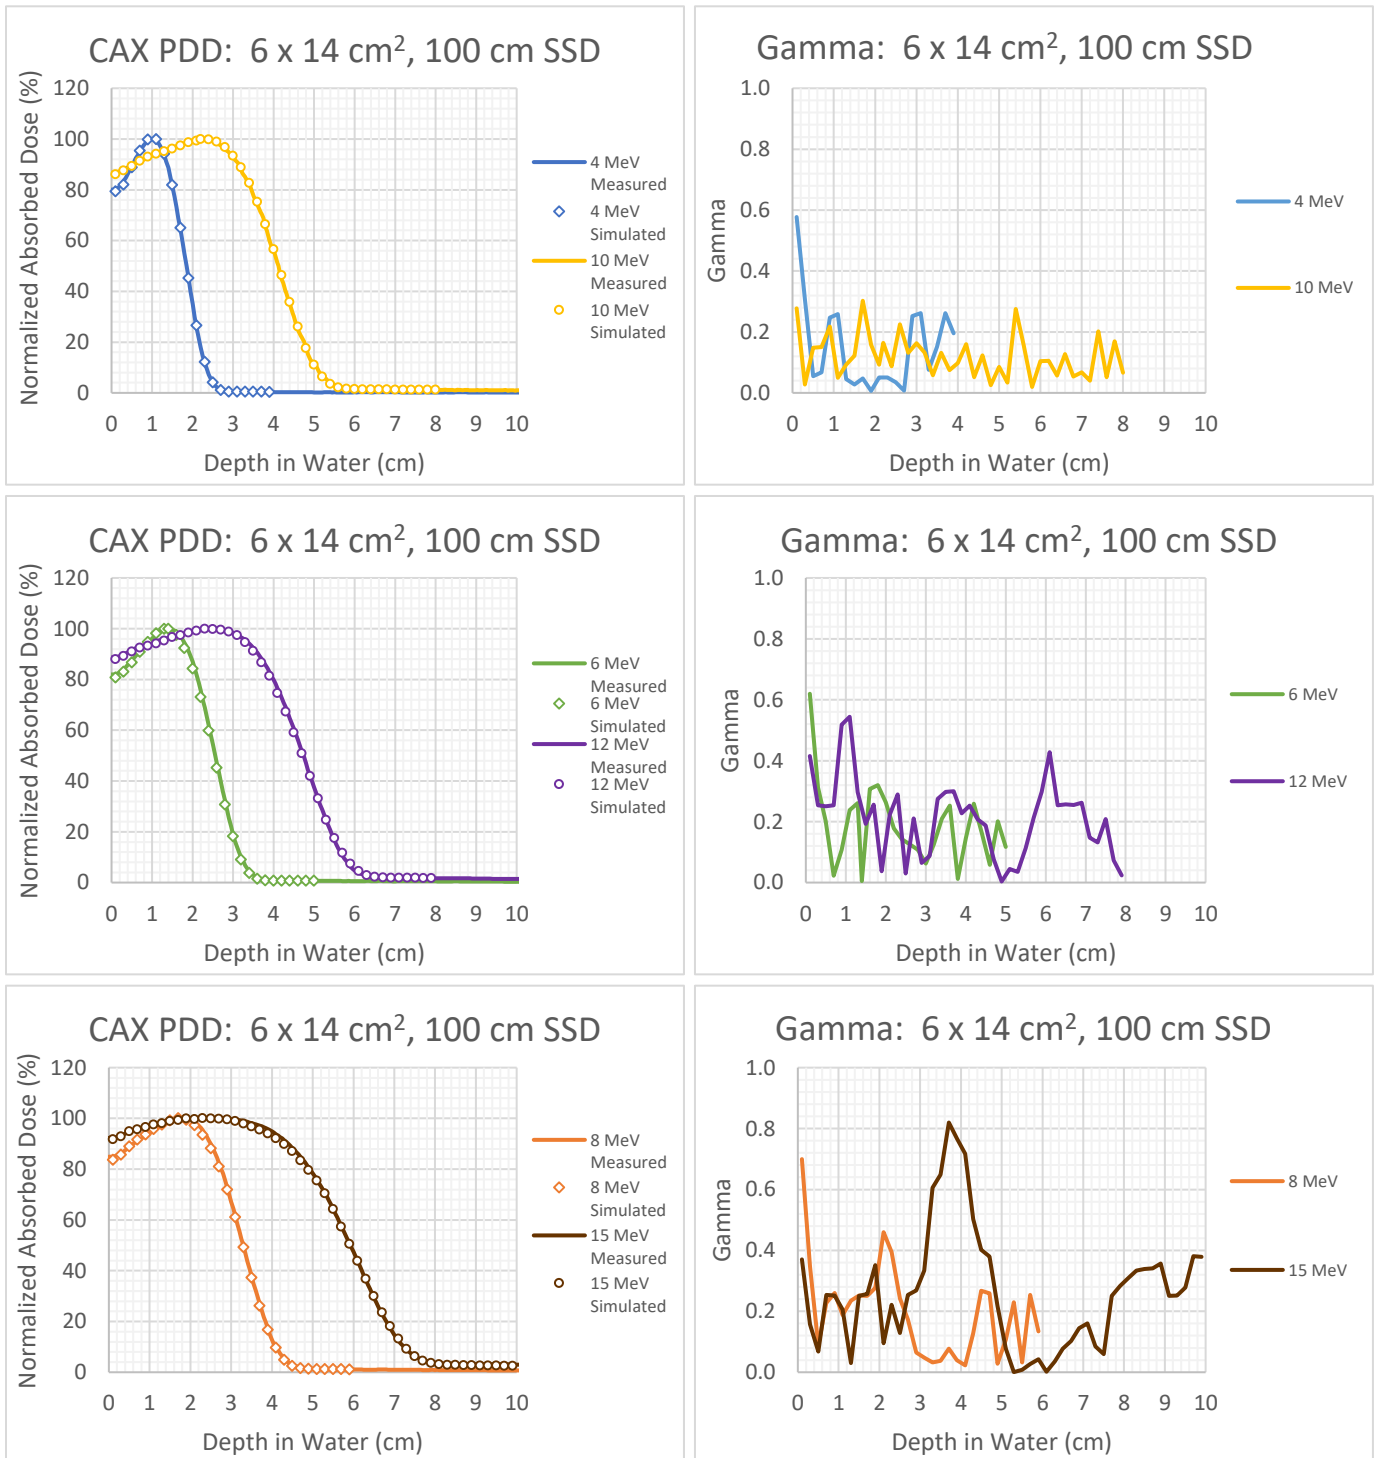 CAX PDD: 6 x 14 cm², 100 cm SSD
Normalized Absorbed Dose (%)
120
100
80
60
40
20
0
0 1 2 3 4 5 6 7 8 9 10
Depth in Water (cm)
4 MeV
Measured
4 MeV
Simulated
10 MeV
Measured
10 MeV
Simulated
Gamma: 6 x 14 cm², 100 cm SSD
Gamma
1.0
0.8
0.6
0.4
0.2
0.0
0 1 2 3 4 5 6 7 8 9 10
Depth in Water (cm)
4 MeV
10 MeV
CAX PDD: 6 x 14 cm², 100 cm SSD
Normalized Absorbed Dose (%)
120
100
80
60
40
20
0
0 1 2 3 4 5 6 7 8 9 10
Depth in Water (cm)
6 MeV
Measured
6 MeV
Simulated
12 MeV
Measured
12 MeV
Simulated
Gamma: 6 x 14 cm², 100 cm SSD
Gamma
1.0
0.8
0.6
0.4
0.2
0.0
0 1 2 3 4 5 6 7 8 9 10
Depth in Water (cm)
6 MeV
12 MeV
CAX PDD: 6 x 14 cm², 100 cm SSD
Normalized Absorbed Dose (%)
120
100
80
60
40
20
0
0 1 2 3 4 5 6 7 8 9 10
Depth in Water (cm)
8 MeV
Measured
8 MeV
Simulated
15 MeV
Measured
15 MeV
Simulated
Gamma: 6 x 14 cm², 100 cm SSD
Gamma
1.0
0.8
0.6
0.4
0.2
0.0
0 1 2 3 4 5 6 7 8 9 10
Depth in Water (cm)
8 MeV
15 MeV